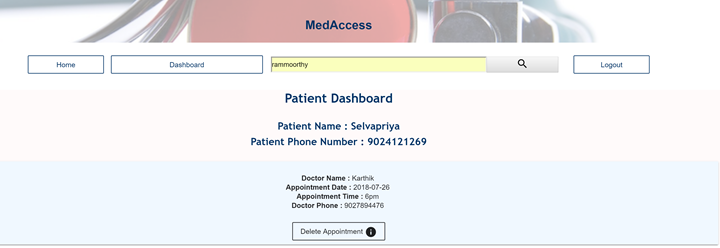 MedAccess
Home Dashboard rammoorthy Logout
Patient Dashboard
Patient Name : Selvapriya
Patient Phone Number : 9024121269
Doctor Name : Karthik
Appointment Date : 2018-07-26
Appointment Time : 6pm
Doctor Phone : 9027894476
Delete Appointment